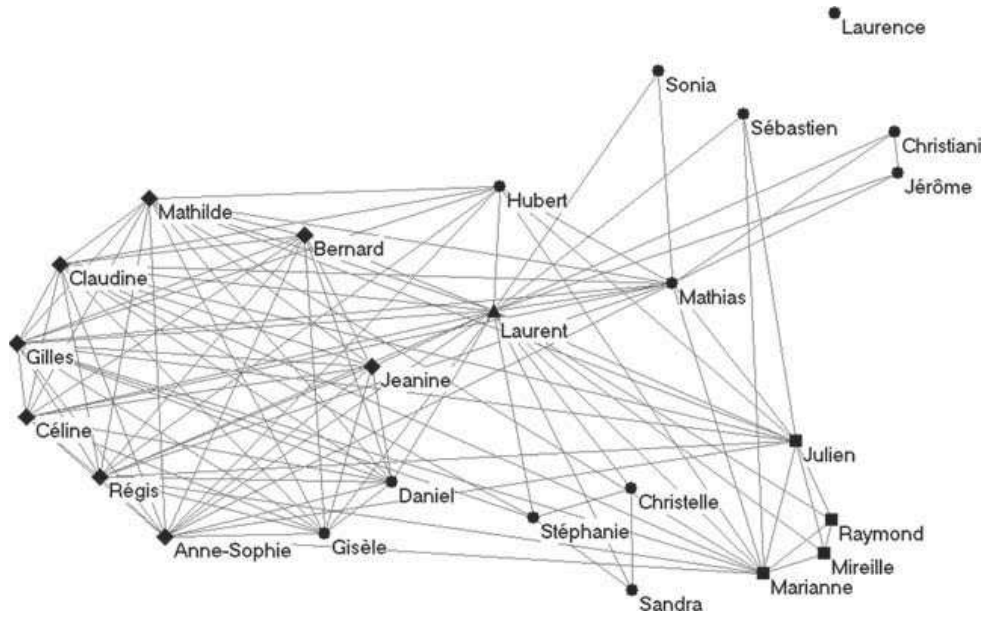 Laurence
Sonia
Sébastien
Christiani
Jérôme
Hubert
Mathilde
Bernard
Claudine
Mathias
Laurent
Gilles
Jeanine
Céline
Julien
Régis
Daniel
Christelle
Stéphanie
Raymond
Anne-Sophie
Gisèle
Mireille
Marianne
Sandra